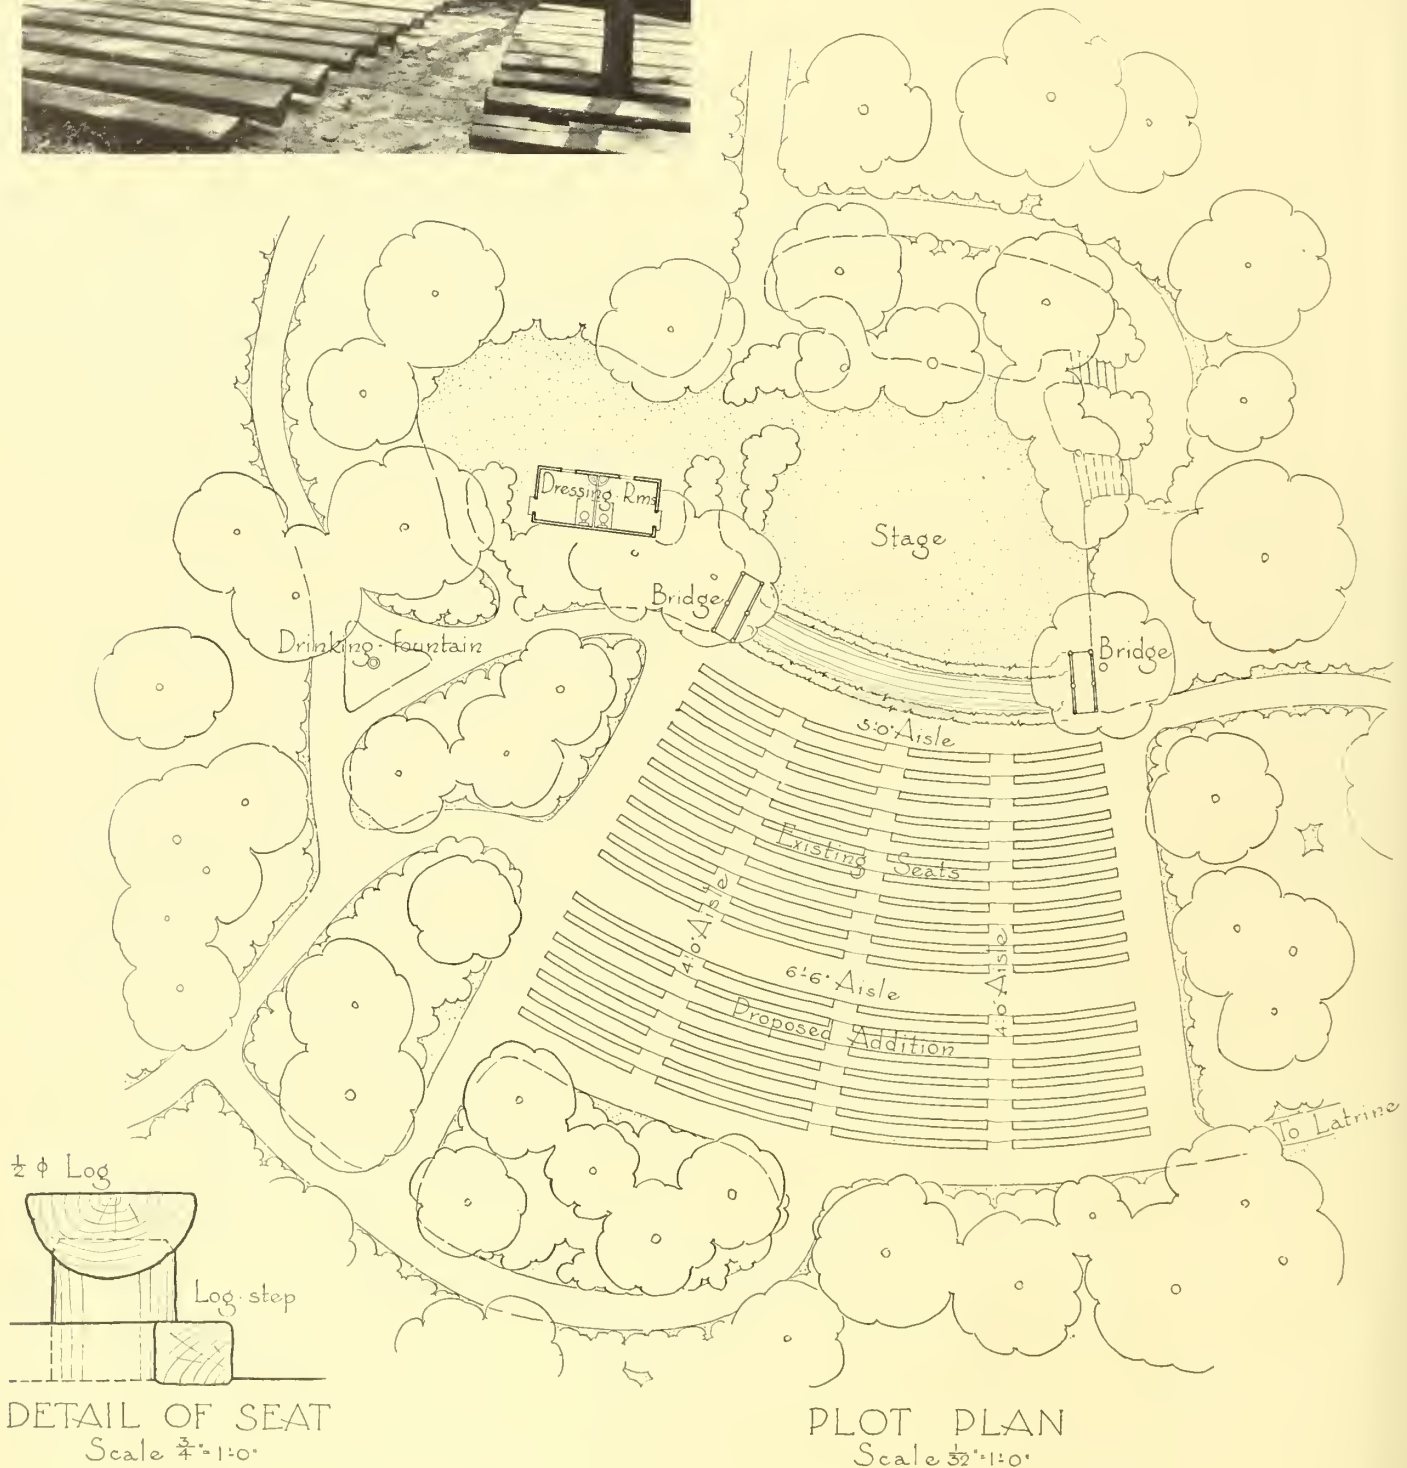 Dressing Rms
Stage
Bridge
Bridge
Drinking fountain
5'-0" Aisle
Existing Seats
4'-0" Aisle
4'-0" Aisle
6'-6" Aisle
Proposed Addition
To Latrine
½ ϕ Log
Log step
DETAIL OF SEAT
Scale ¾" = 1'-0"
PLOT PLAN
Scale 1/32" = 1'-0"